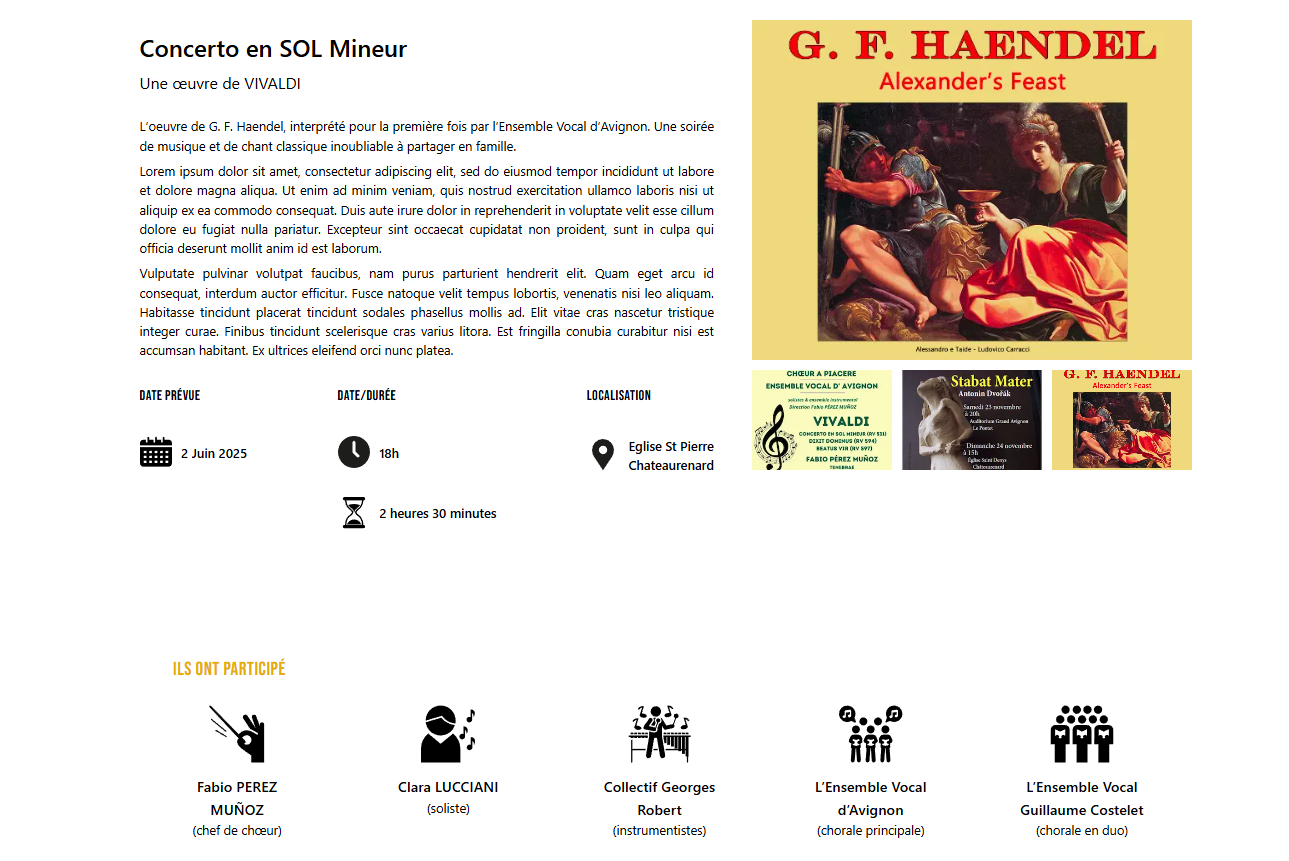 Concerto en SOL Mineur
Une œuvre de VIVALDI
L’oeuvre de G. F. Haendel, interprété pour la première fois par l’Ensemble Vocal d’Avignon. Une soirée
de musique et de chant classique inoubliable à partager en famille.
Lorem ipsum dolor sit amet, consectetur adipiscing elit, sed do eiusmod tempor incididunt ut labore
et dolore magna aliqua. Ut enim ad minim veniam, quis nostrud exercitation ullamco laboris nisi ut
aliquip ex ea commodo consequat. Duis aute irure dolor in reprehenderit in voluptate velit esse cillum
dolore eu fugiat nulla pariatur. Excepteur sint occaecat cupidatat non proident, sunt in culpa qui
officia deserunt mollit anim id est laborum.
Vulputate pulvinar volutpat faucibus, nam purus parturient hendrerit elit. Quam eget arcu id
consequat, interdum auctor efficitur. Fusce natoque velit tempus lobortis, venenatis nisi leo aliquam.
Habitasse tincidunt placerat tincidunt sodales phasellus mollis ad. Elit vitae cras nascetur tristique
integer curae. Finibus tincidunt scelerisque cras varius litora. Est fringilla conubia curabitur nisi est
accumsan habitant. Ex ultrices eleifend orci nunc platea.
DATE PRÉVUE
2 Juin 2025
DATE/DURÉE
18h
2 heures 30 minutes
LOCALISATION
Eglise St Pierre
Chateaurenard
G. F. HAENDEL
Alexander’s Feast
Alessandro e Taide - Ludovico Carracci
CHŒUR A PIACERE
ENSEMBLE VOCAL D' AVIGNON
solistes & ensemble instrumental
Direction Fabio PÉREZ MUÑOZ
VIVALDI
CONCERTO EN SOL MINEUR (RV 531)
DIXIT DOMINUS (RV 594)
BEATUS VIR (RV 597)
FABIO PÉREZ MUÑOZ
TENEBRAE
Stabat Mater
Antonin Dvořák
Samedi 23 novembre
à 20h
Auditorium Grand Avignon
Le Pontet
Dimanche 24 novembre
à 15h
Église Saint Denys
Châteaurenard
G. F. HAENDEL
Alexander’s Feast
ILS ONT PARTICIPÉ
Fabio PEREZ
MUÑOZ
(chef de chœur)
Clara LUCCIANI
(soliste)
Collectif Georges
Robert
(instrumentistes)
L’Ensemble Vocal
d’Avignon
(chorale principale)
L’Ensemble Vocal
Guillaume Costelet
(chorale en duo)